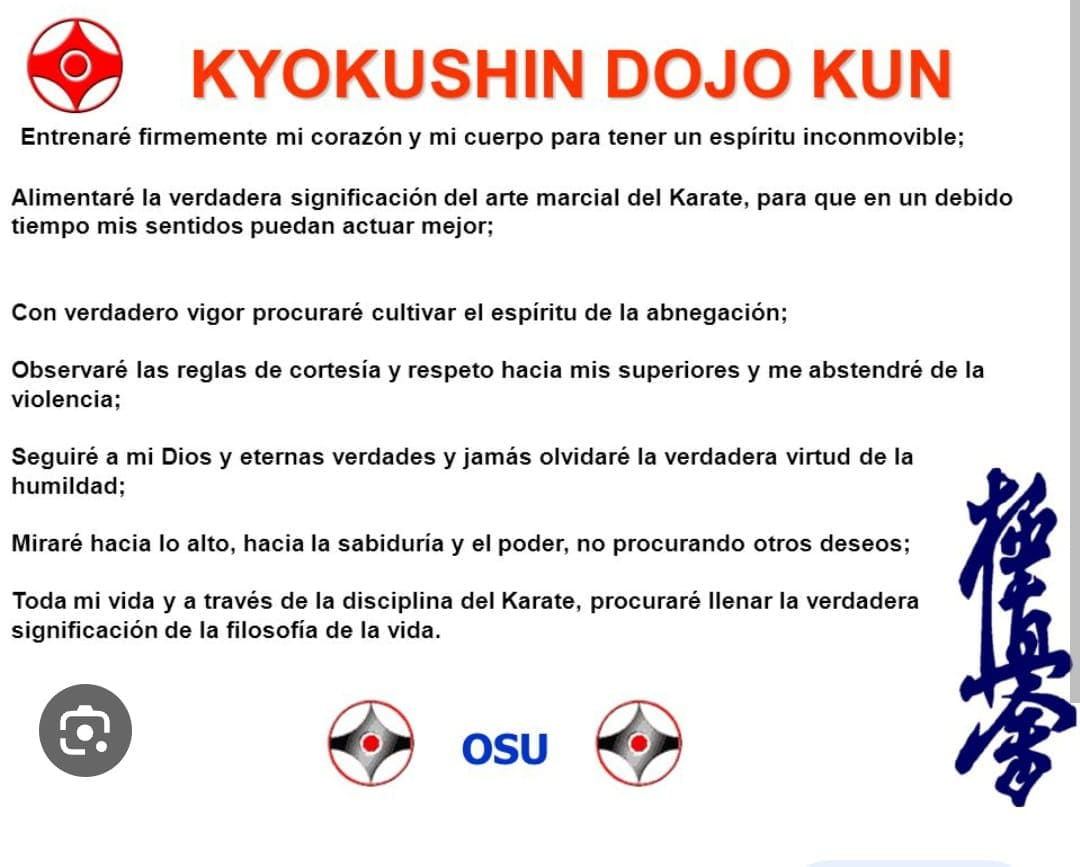 KYOKUSHIN DOJO KUN
Entrenaré firmemente mi corazón y mi cuerpo para tener un espíritu inconmovible;
Alimentaré la verdadera significación del arte marcial del Karate, para que en un debido
tiempo mis sentidos puedan actuar mejor;
Con verdadero vigor procuraré cultivar el espíritu de la abnegación;
Observaré las reglas de cortesía y respeto hacia mis superiores y me abstendré de la
violencia;
Seguiré a mi Dios y eternas verdades y jamás olvidaré la verdadera virtud de la
humildad;
Miraré hacia lo alto, hacia la sabiduría y el poder, no procurando otros deseos;
Toda mi vida y a través de la disciplina del Karate, procuraré llenar la verdadera
significación de la filosofía de la vida.
極真会
OSU